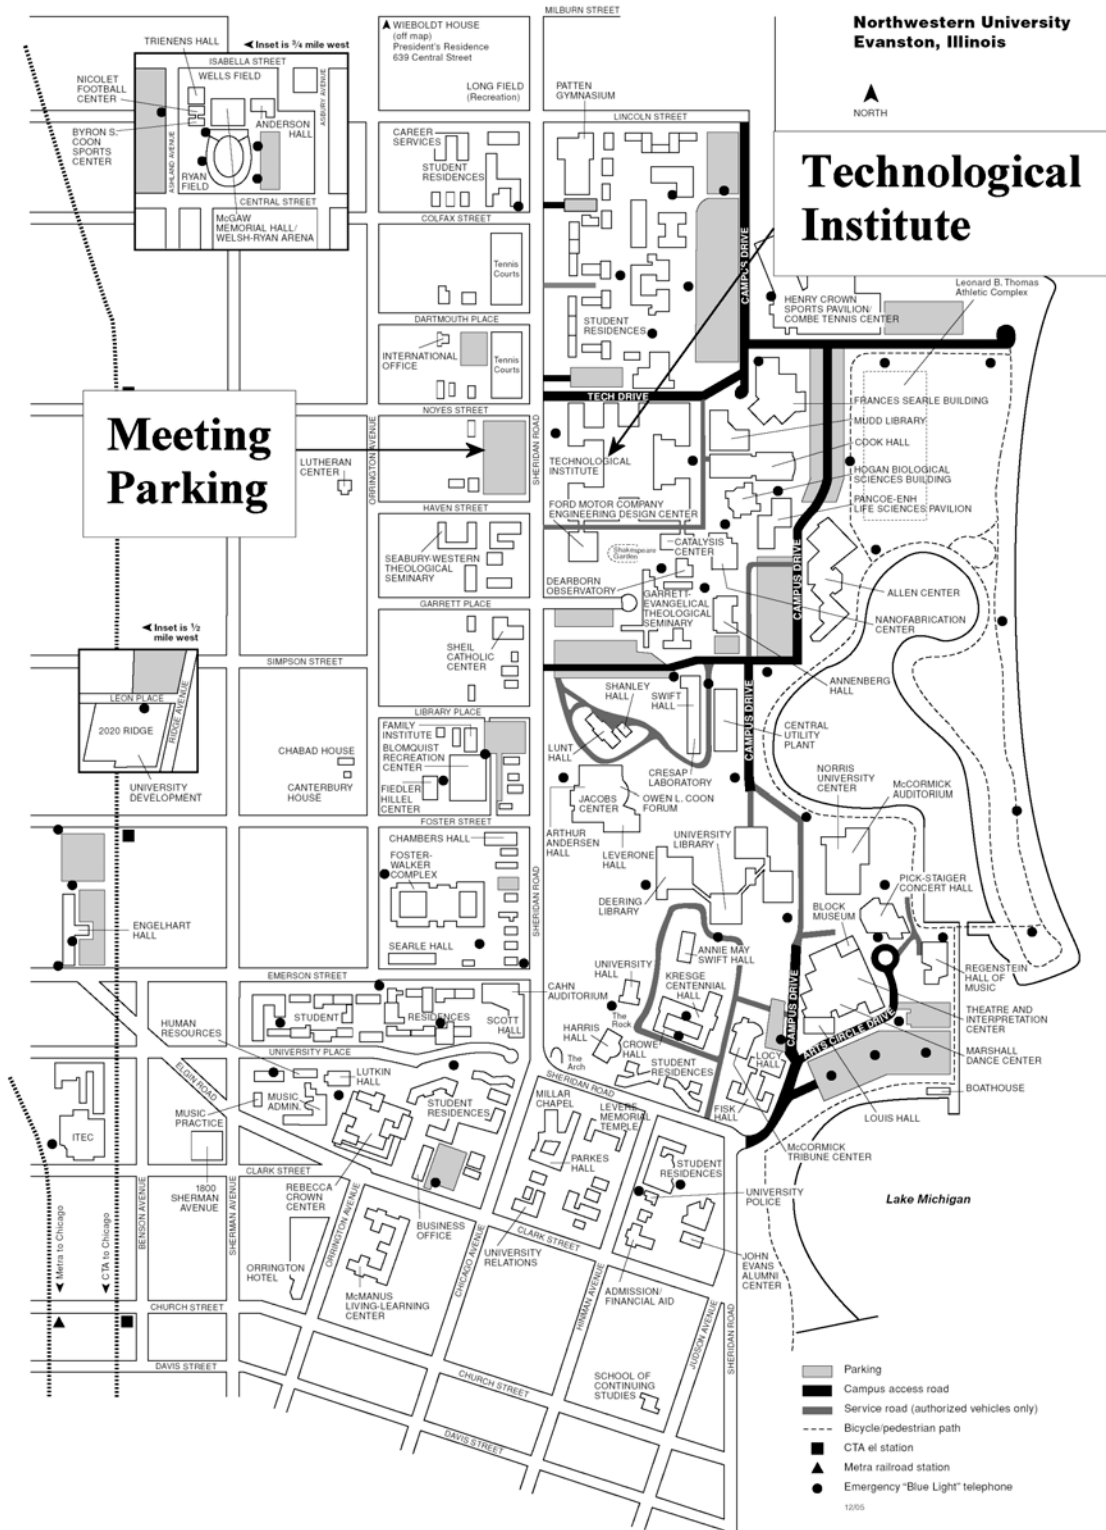 MILBURN STREET
Northwestern University
Evanston, Illinois
NORTH
WIEBOLDT HOUSE
(off map)
President's Residence
639 Central Street
LONG FIELD
(Recreation)
PATTEN
GYMNASIUM
LINCOLN STREET
TRIENENS HALL
Inset is ¾ mile west
ISABELLA STREET
WELLS FIELD
NICOLET
FOOTBALL
CENTER
BYRON S.
COON
SPORTS
CENTER
ANDERSON
HALL
ASHLAND AVENUE
ASBURY AVENUE
RYAN
FIELD
CENTRAL STREET
McGAW
MEMORIAL HALL/
WELSH-RYAN ARENA
CAREER
SERVICES
STUDENT
RESIDENCES
COLFAX STREET
Technological
Institute
Tennis
Courts
CAMPUS DRIVE
Leonard B. Thomas
Athletic Complex
HENRY CROWN
SPORTS PAVILION/
COMBE TENNIS CENTER
STUDENT
RESIDENCES
DARTMOUTH PLACE
INTERNATIONAL
OFFICE
Tennis
Courts
TECH DRIVE
NOYES STREET
Meeting
Parking
LUTHERAN
CENTER
ORRINGTON AVENUE
SHERIDAN ROAD
TECHNOLOGICAL
INSTITUTE
FRANCES SEARLE BUILDING
MUDD LIBRARY
COOK HALL
HOGAN BIOLOGICAL
SCIENCES BUILDING
PANCOE-ENH
LIFE SCIENCES PAVILION
HAVEN STREET
FORD MOTOR COMPANY
ENGINEERING DESIGN CENTER
SEABURY-WESTERN
THEOLOGICAL
SEMINARY
Shakespeare
Garden
CATALYSIS
CENTER
DEARBORN
OBSERVATORY
GARRETT-
EVANGELICAL
THEOLOGICAL
SEMINARY
CAMPUS DRIVE
ALLEN CENTER
NANOFABRICATION
CENTER
GARRETT PLACE
Inset is ½
mile west
SIMPSON STREET
SHEIL
CATHOLIC
CENTER
ANNENBERG
HALL
LEON PLACE
2020 RIDGE
RIDGE AVENUE
UNIVERSITY
DEVELOPMENT
SHANLEY
HALL
SWIFT
HALL
CAMPUS DRIVE
LIBRARY PLACE
FAMILY
INSTITUTE
BLOMQUIST
RECREATION
CENTER
FIEDLER
HILLEL
CENTER
CHABAD HOUSE
CANTERBURY
HOUSE
LUNT
HALL
CENTRAL
UTILITY
PLANT
CRESAP
LABORATORY
NORRIS
UNIVERSITY
CENTER
McCORMICK
AUDITORIUM
JACOBS
CENTER
OWEN L. COON
FORUM
FOSTER STREET
ARTHUR
ANDERSEN
HALL
LEVERONE
HALL
UNIVERSITY
LIBRARY
CHAMBERS HALL
FOSTER-
WALKER
COMPLEX
SHERIDAN ROAD
DEERING
LIBRARY
PICK-STAIGER
CONCERT HALL
BLOCK
MUSEUM
ENGELHART
HALL
SEARLE HALL
ANNIE MAY
SWIFT HALL
EMERSON STREET
UNIVERSITY
HALL
KRESGE
CENTENNIAL
HALL
REGENSTEIN
HALL OF
MUSIC
CAHN
AUDITORIUM
CAMPUS DRIVE
HUMAN
RESOURCES
STUDENT
RESIDENCES
SCOTT
HALL
The
Rock
HARRIS
HALL
CROWE
HALL
THEATRE AND
INTERPRETATION
CENTER
ARTS CIRCLE DRIVE
MARSHALL
DANCE CENTER
UNIVERSITY PLACE
The
Arch
STUDENT
RESIDENCES
LOCY
HALL
ELGIN ROAD
LUTKIN
HALL
SHERIDAN ROAD
BOATHOUSE
MUSIC
ADMIN.
MUSIC
PRACTICE
STUDENT
RESIDENCES
MILLAR
CHAPEL
LEVERE
MEMORIAL
TEMPLE
FISK
HALL
LOUIS HALL
ITEC
PARKES
HALL
McCORMICK
TRIBUNE CENTER
CLARK STREET
1800
SHERMAN
AVENUE
REBECCA
CROWN
CENTER
STUDENT
RESIDENCES
UNIVERSITY
POLICE
Lake Michigan
Metra to Chicago
CTA to Chicago
BENSON AVENUE
SHERMAN AVENUE
ORRINGTON AVENUE
BUSINESS
OFFICE
CHICAGO AVENUE
UNIVERSITY
RELATIONS
CLARK STREET
ORRINGTON
HOTEL
JOHN
EVANS
ALUMNI
CENTER
McMANUS
LIVING-LEARNING
CENTER
HINMAN AVENUE
ADMISSION/
FINANCIAL AID
CHURCH STREET
JUDSON AVENUE
SHERIDAN ROAD
DAVIS STREET
CHURCH STREET
SCHOOL OF
CONTINUING
STUDIES
DAVIS STREET
Parking
Campus access road
Service road (authorized vehicles only)
Bicycle/pedestrian path
CTA el station
Metra railroad station
Emergency "Blue Light" telephone
12/05